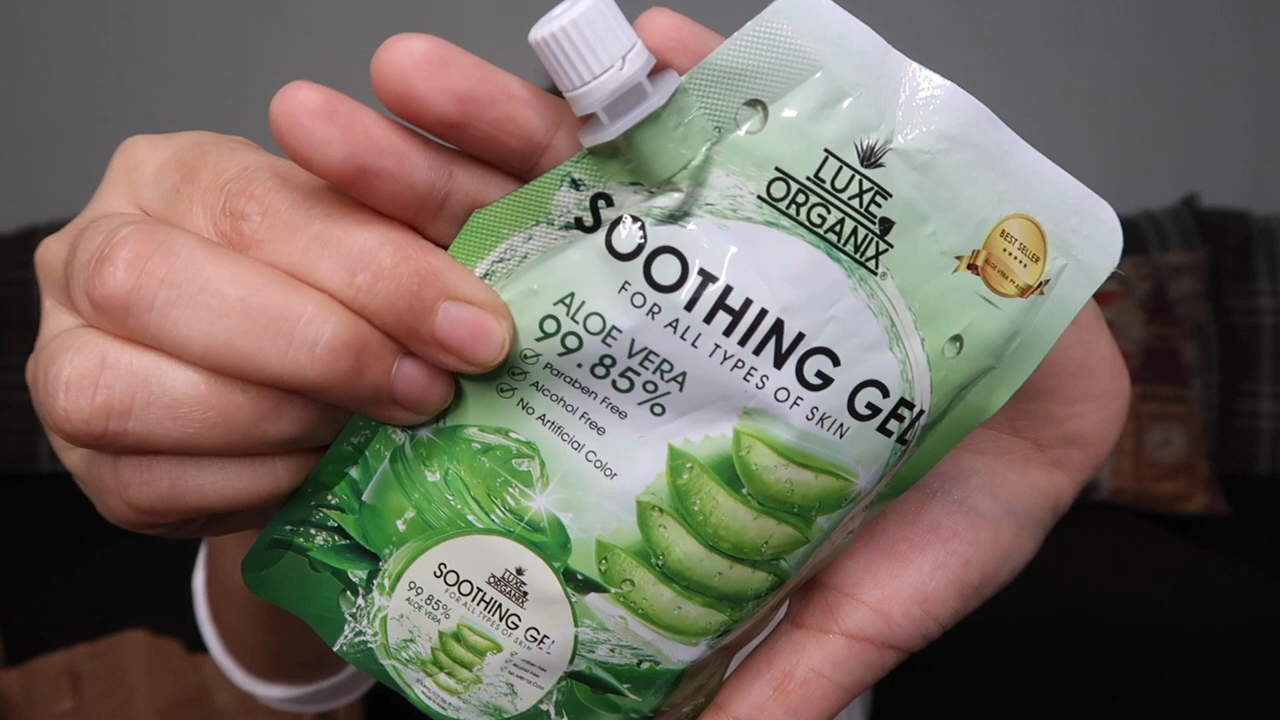 LUXE
ORGANIX
BEST SELLER
SOOTHING GEL
FOR ALL TYPES OF SKIN
ALOE VERA
99.85%
Paraben Free
Alcohol Free
No Artificial Color
LUXE
ORGANIX
SOOTHING GEL
FOR ALL TYPES OF SKIN
99.85%
ALOE VERA